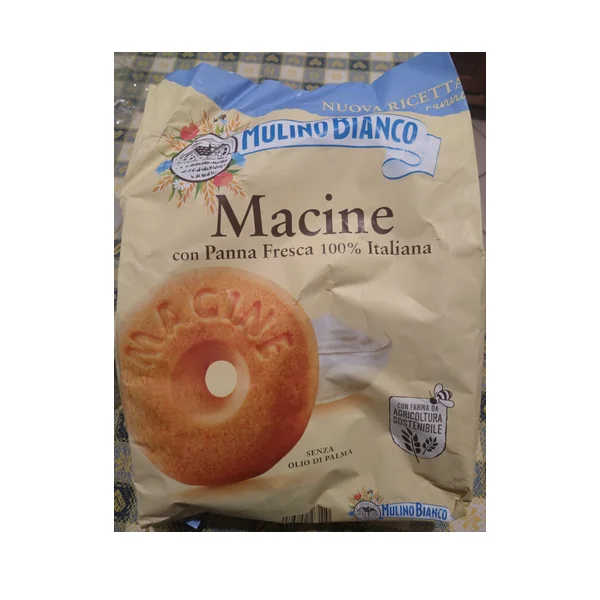 NUOVA RICETTA
MULINO BIANCO
Macine
con Panna Fresca 100% Italiana
MACINE
CON FARINA DA
AGRICOLTURA
SOSTENIBILE
SENZA
OLIO DI PALMA
MULINO BIANCO